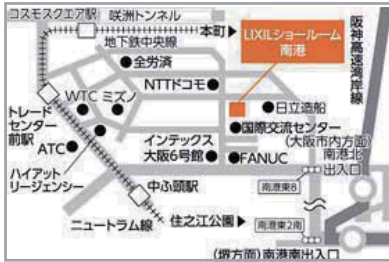 コスモスクエア駅
咲洲トンネル
地下鉄中央線
本町▶
LIXILショールーム
南港
阪神高速湾岸線
全労済
NTTドコモ
WTC ミズノ
日立造船
国際交流センター
トレード
センター
前駅
ATC
インテックス
大阪6号館
FANUC
(大阪市内方面)
南港北
出入口
ハイアット
リージェンシー
中ふ頭駅
南港東8
ニュートラム線
住之江公園▶
南港東2南
(堺方面)南港南出入口